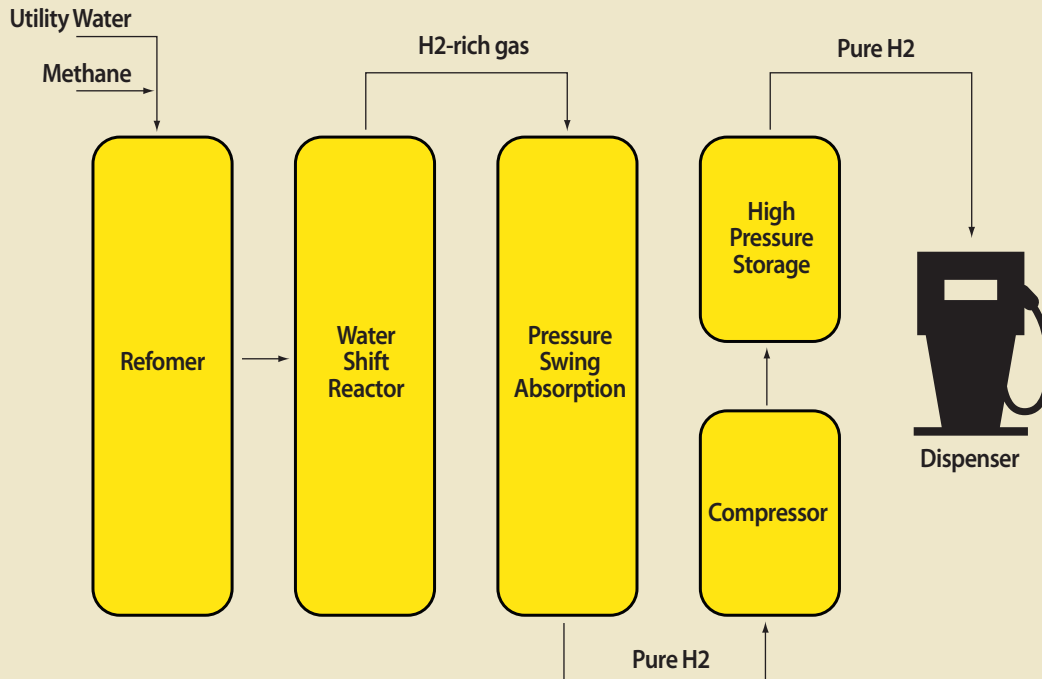 Utility Water
Methane
H2-rich gas
Pure H2
Refomer
Water
Shift
Reactor
Pressure
Swing
Absorption
High
Pressure
Storage
Compressor
Dispenser
Pure H2